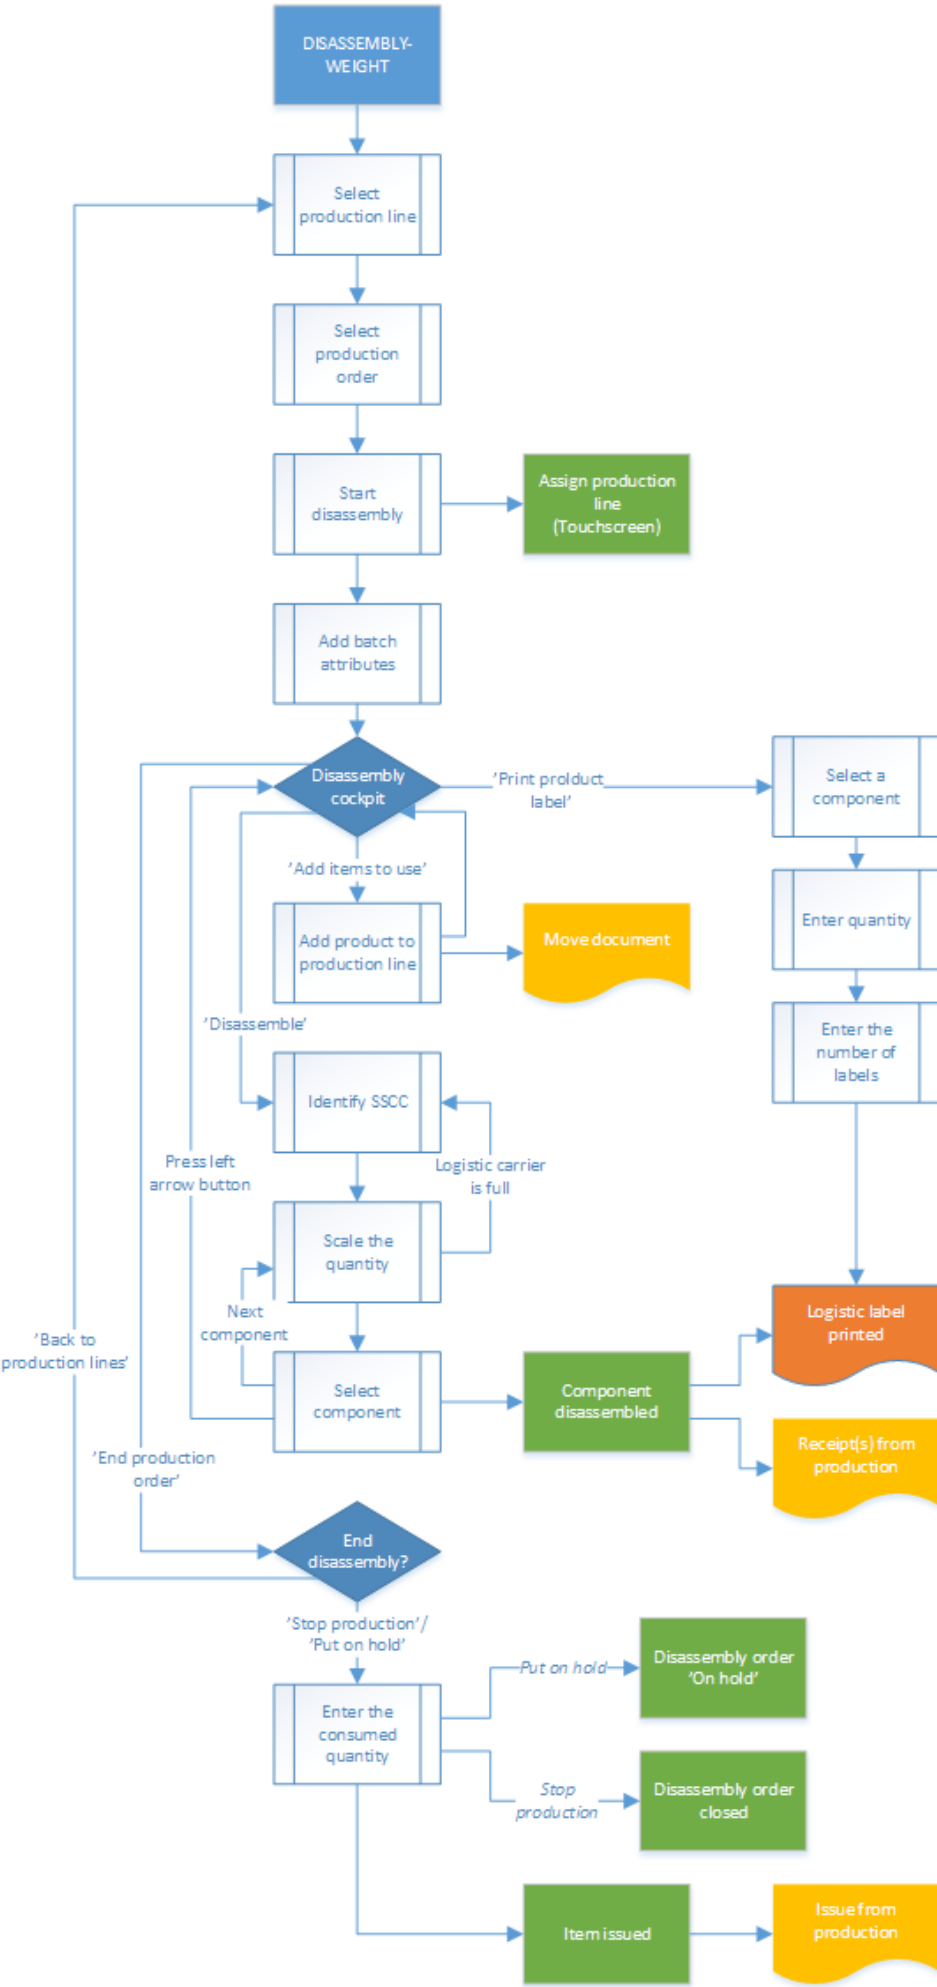 DISASSEMBLY-
WEIGHT
Select
production line
Select
production
order
Start
disassembly
Assign production
line
(Touchscreen)
Add batch
attributes
Disassembly
cockpit
'Print prolduct
label'
Select a
component
'Add items to use'
Enter quantity
Add product to
production line
Move document
'Disassemble'
Enter the
number of
labels
Identify SSCC
Press left
arrow button
Logistic carrier
is full
Scale the
quantity
Next
component
'Back to
production lines'
Logistic label
printed
Select
component
Component
disassembled
'End production
order'
Receipt(s) from
production
End
disassembly?
'Stop production'/
'Put on hold'
Put on hold
Disassembly order
'On hold'
Enter the
consumed
quantity
Stop
production
Disassembly order
closed
Item issued
Issue from
production